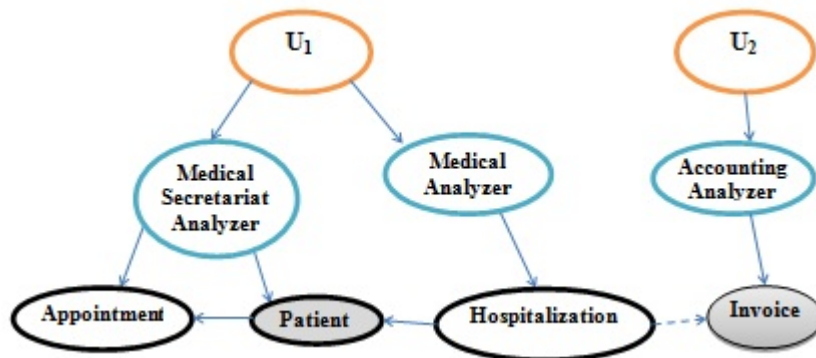 U1
U2
Medical
Secretariat
Analyzer
Medical
Analyzer
Accounting
Analyzer
Appointment
Patient
Hospitalization
Invoice